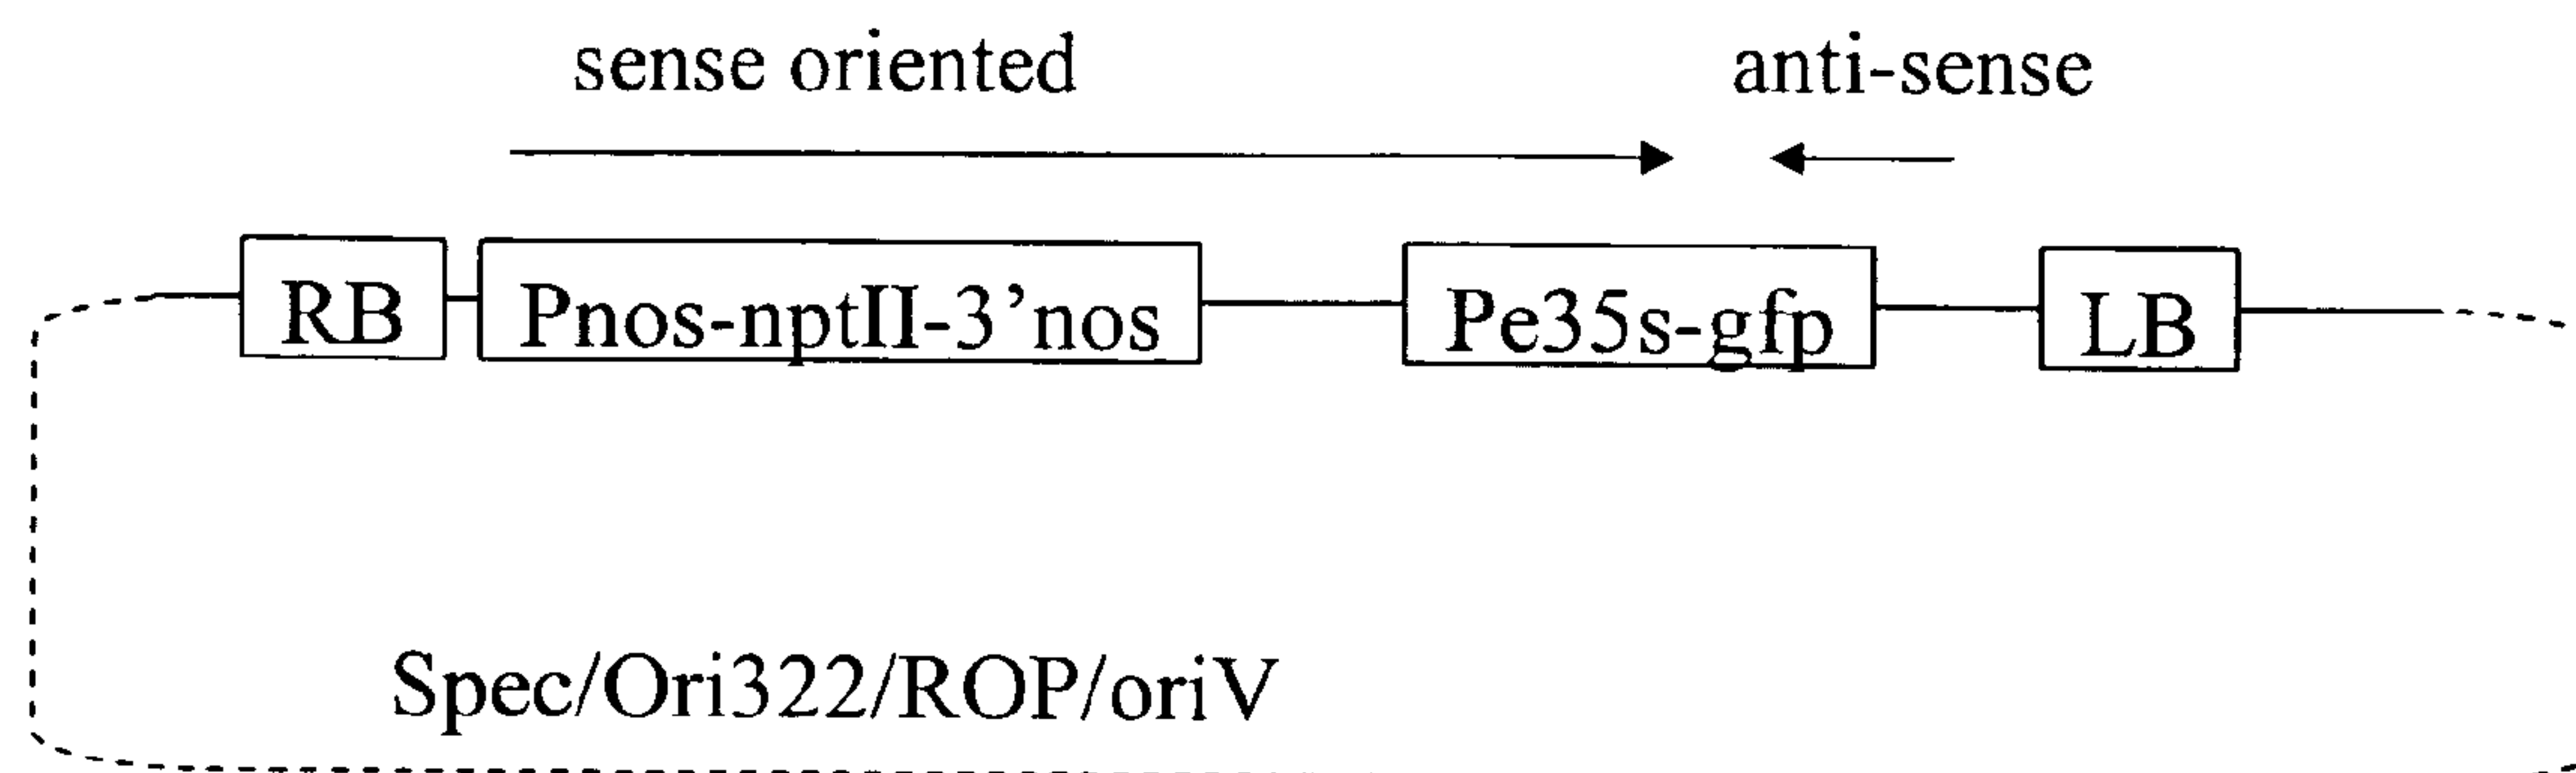 sense oriented anti-sense
RB Pnos-nptII-3’nos Pe35s-gfp LB
Spec/Ori322/ROP/oriV